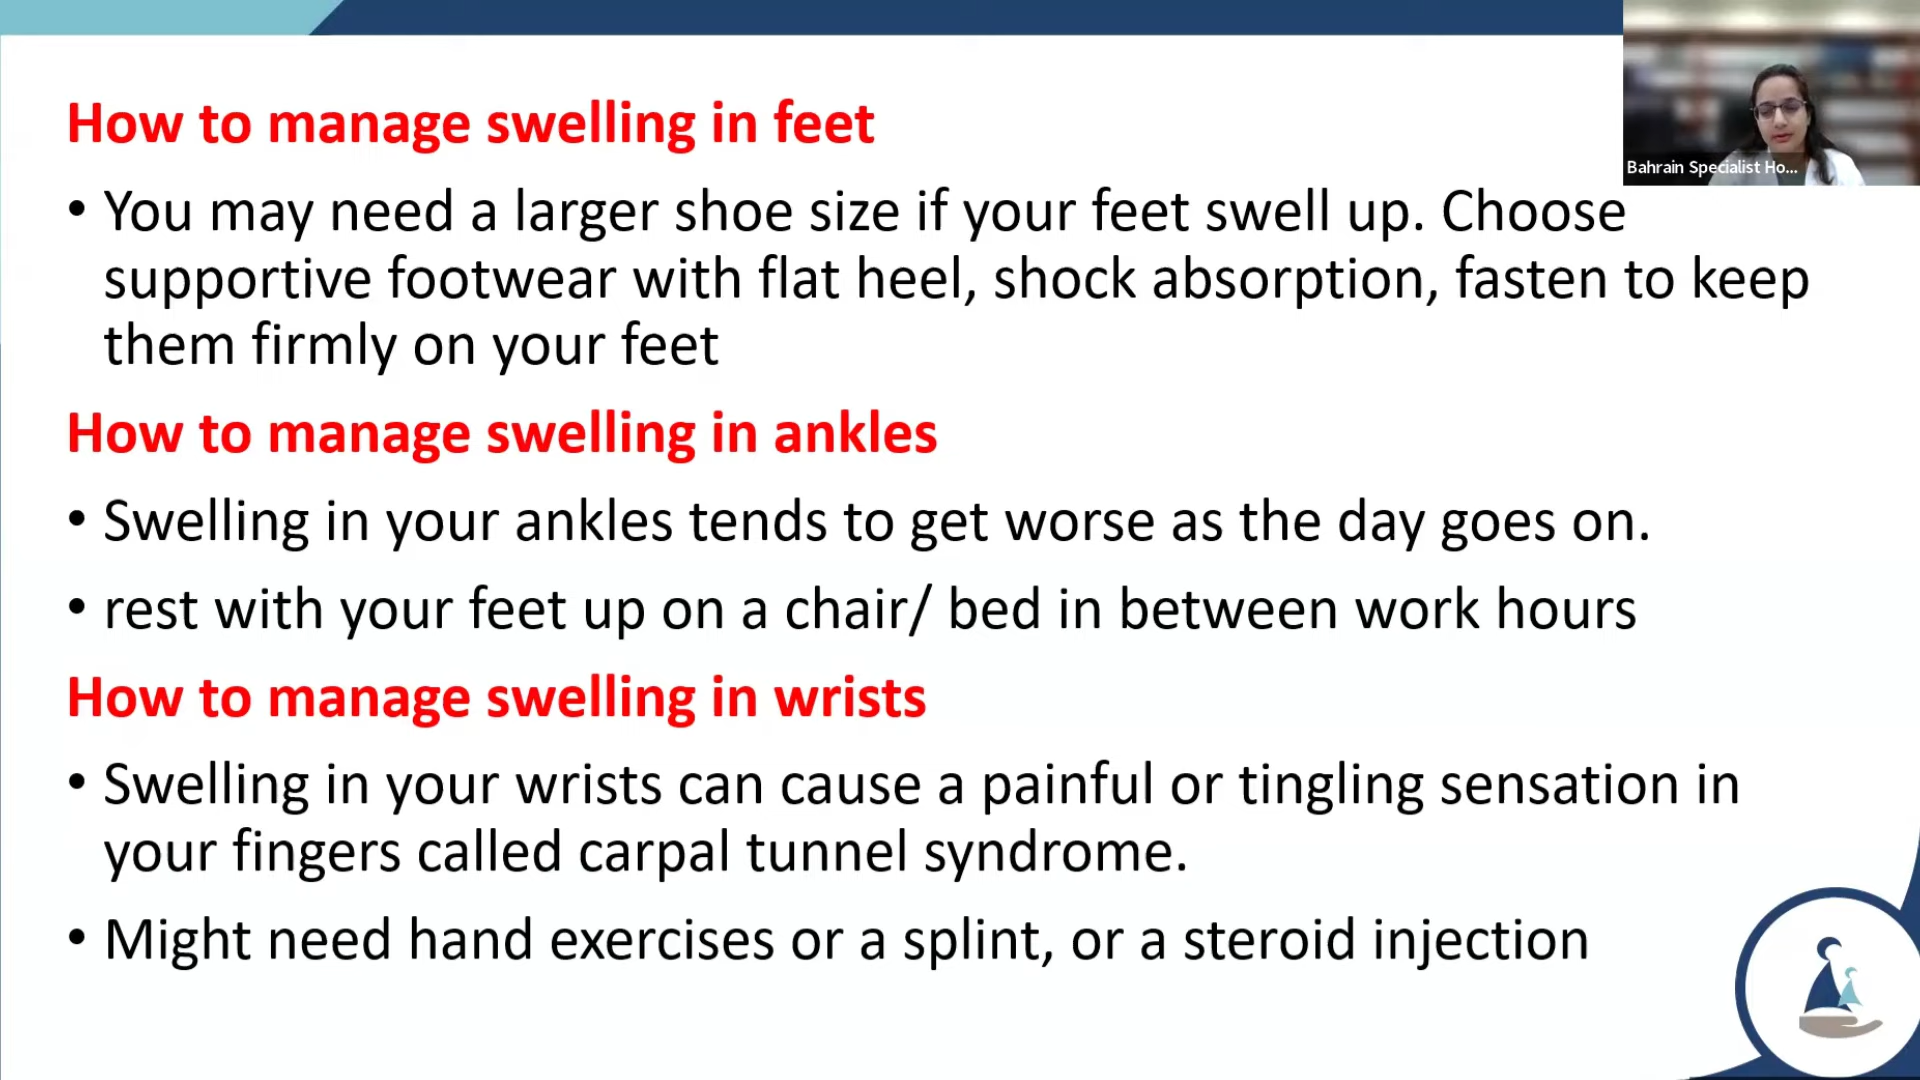 How to manage swelling in feet
• You may need a larger shoe size if your feet swell up. Choose
supportive footwear with flat heel, shock absorption, fasten to keep
them firmly on your feet
How to manage swelling in ankles
• Swelling in your ankles tends to get worse as the day goes on.
• rest with your feet up on a chair/ bed in between work hours
How to manage swelling in wrists
• Swelling in your wrists can cause a painful or tingling sensation in
your fingers called carpal tunnel syndrome.
• Might need hand exercises or a splint, or a steroid injection
Bahrain Specialist Ho...